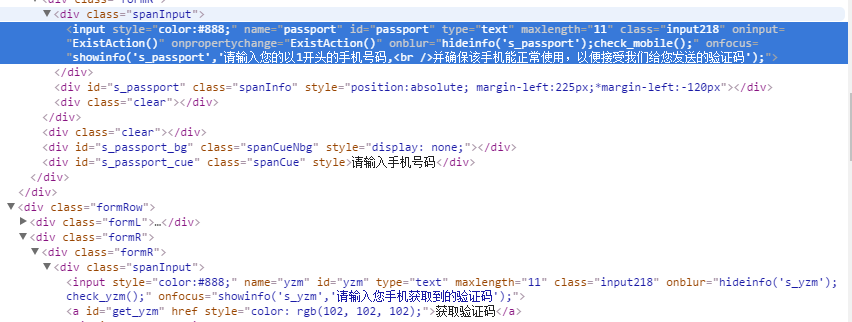 <div class="spanInput">
<input style="color:#888;" name="passport" id="passport" type="text" maxlength="11" class="input218" oninput=
"ExistAction()" onpropertychange="ExistAction()" onblur="hideinfo('s_passport');check_mobile();" onfocus=
"showinfo('s_passport','请输入您的以1开头的手机号码,<br />并确保该手机能正常使用，以便接受我们给您发送的验证码');">
</div>
<div id="s_passport" class="spanInfo" style="position:absolute; margin-left:225px;*margin-left:-120px"></div>
<div class="clear"></div>
</div>
<div class="clear"></div>
<div id="s_passport_bg" class="spanCueNbg" style="display: none;"></div>
<div id="s_passport_cue" class="spanCue" style>请输入手机号码</div>
</div>
</div>
<div class="formRow">
<div class="formL">…</div>
<div class="formR">
<div class="formR">
<div class="spanInput">
<input style="color:#888;" name="yzm" id="yzm" type="text" maxlength="11" class="input218" onblur="hideinfo('s_yzm');
check_yzm();" onfocus="showinfo('s_yzm','请输入您手机获取到的验证码');">
<a id="get_yzm" href style="color: rgb(102, 102, 102);">获取验证码</a>